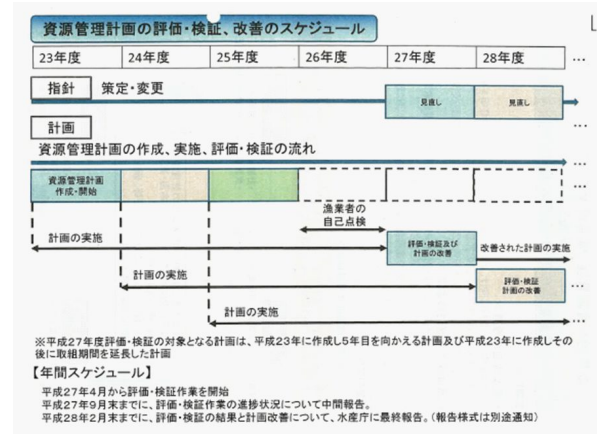 資源管理計画の評価・検証、改善のスケジュール
23年度 24年度 25年度 26年度 27年度 28年度 …
指針 策定・変更
見直し 見直し
計画
…
資源管理計画の作成、実施、評価・検証の流れ
…
資源管理計画
作成・開始
…
漁業者の
自己点検
計画の実施
評価・検証及び
計画の改善
改善された計画の実施
計画の実施
評価・検証
計画の改善
…
計画の実施
…
※平成27年度評価・検証の対象となる計画は、平成23年に作成し5年目を向かえる計画及び平成23年に作成しその
後に取組期間を延長した計画
【年間スケジュール】
平成27年4月から評価・検証作業を開始
平成27年9月末までに、評価・検証作業の進捗状況について中間報告。
平成28年2月末までに、評価・検証の結果と計画改善について、水産庁に最終報告。(報告様式は別途通知)